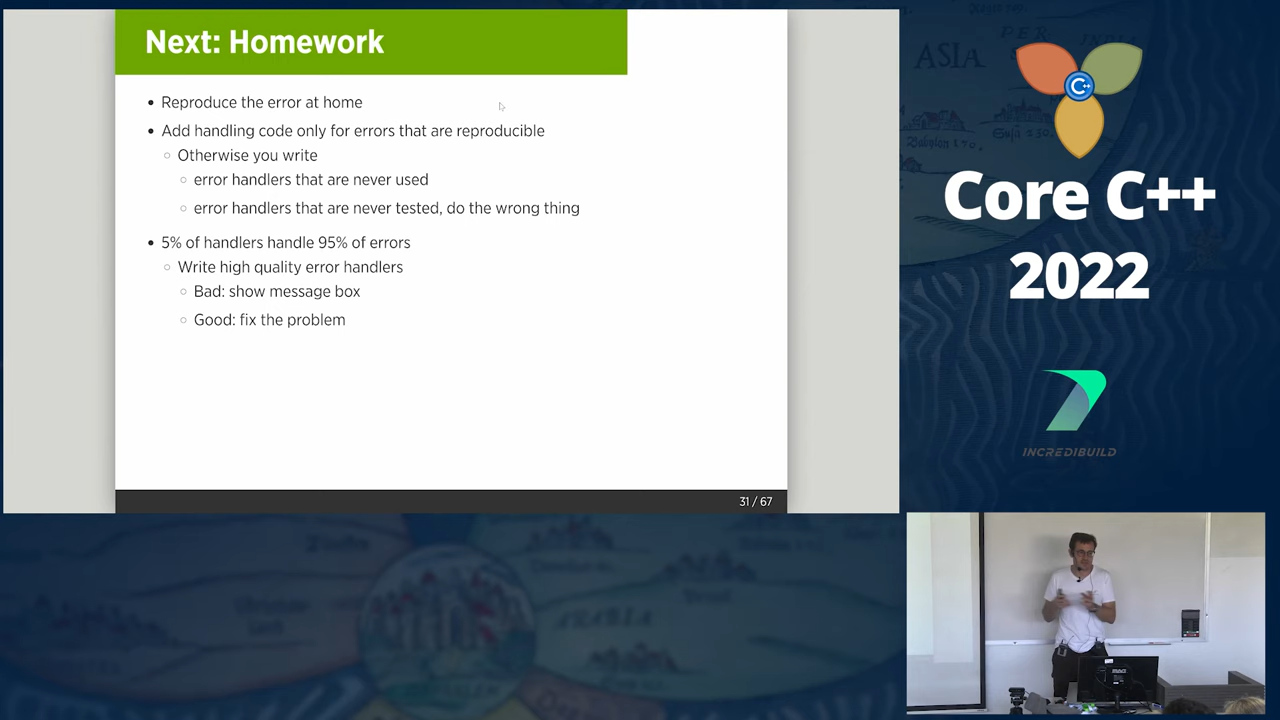 Next: Homework
Reproduce the error at home
Add handling code only for errors that are reproducible
Otherwise you write
error handlers that are never used
error handlers that are never tested, do the wrong thing
5% of handlers handle 95% of errors
Write high quality error handlers
Bad: show message box
Good: fix the problem
31 / 67
ASIA
PER
INDIA
C++
Core C++
2022
INCREDIBUILD
ARABIA